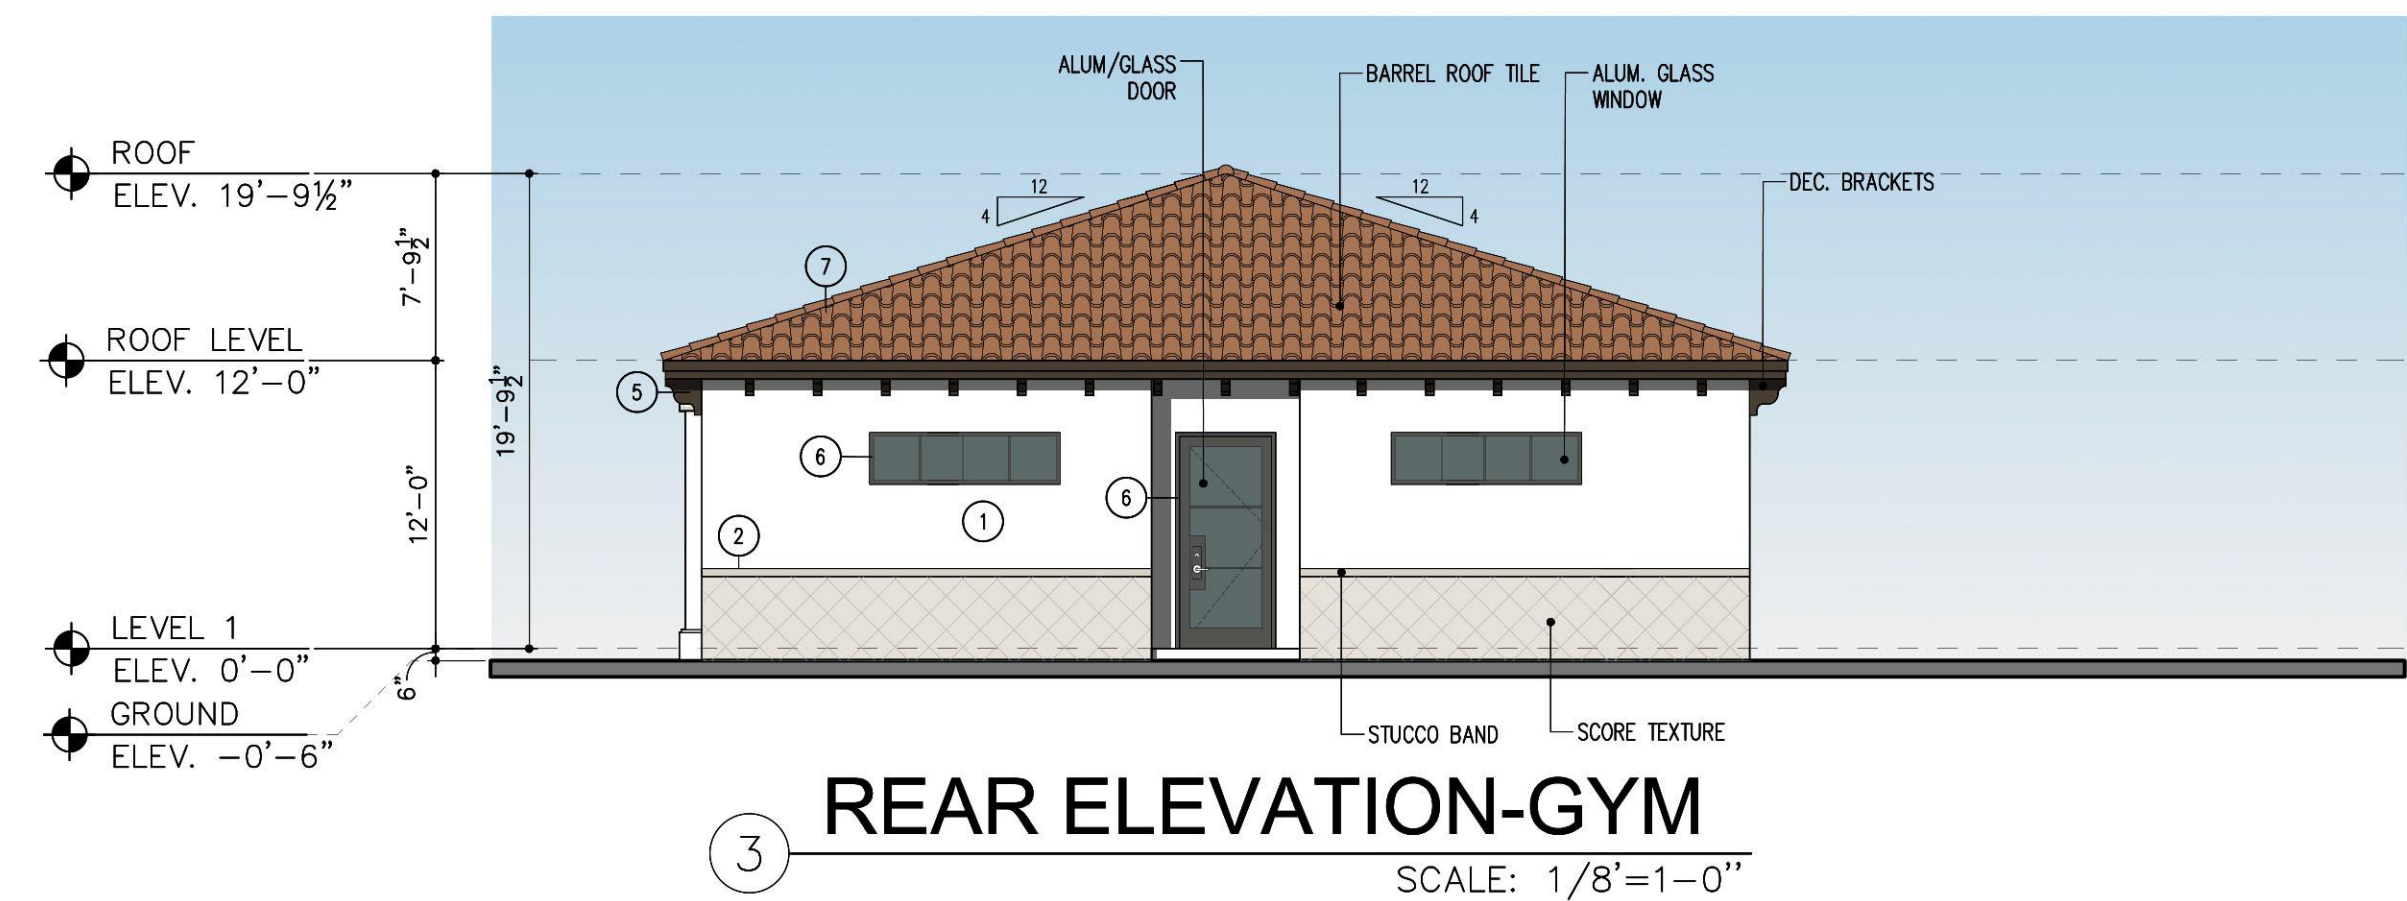 ALUM/GLASS
DOOR
BARREL ROOF TILE
ALUM. GLASS
WINDOW
ROOF
ELEV. 19'-9½"
DEC. BRACKETS
12
4
12
4
7'-9½"
7
ROOF LEVEL
ELEV. 12'-0"
5
19'-9½"
6
6
12'-0"
1
2
LEVEL 1
ELEV. 0'-0"
6"
GROUND
ELEV. -0'-6"
STUCCO BAND
SCORE TEXTURE
REAR ELEVATION-GYM
3
SCALE: 1/8'=1-0''